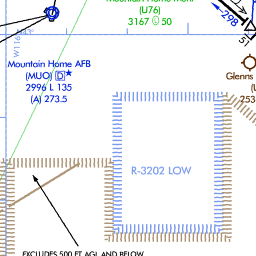 (U76)
3167 50
298
51
W116
Mountain Home AFB
(MUO) D★
2996 L 135
(A) 273.5
Glenns
253
R-3202 LOW
EXCLUDES 500 FT AGL AND BELOW